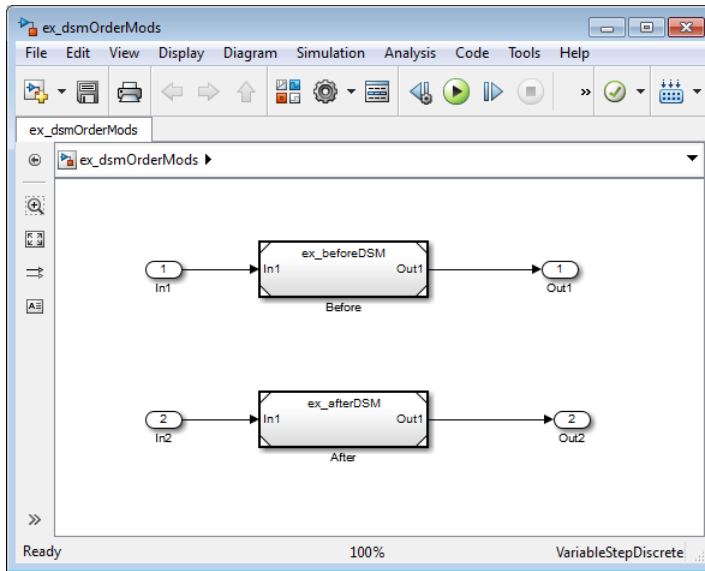 ex_dsmOrderMods
File Edit View Display Diagram Simulation Analysis Code Tools Help
»
ex_dsmOrderMods
ex_dsmOrderMods
ex_beforeDSM
1 In1 Out1 1
In1 Out1
Before
ex_afterDSM
2 In1 Out1 2
In2 Out2
After
»
Ready 100% VariableStepDiscrete